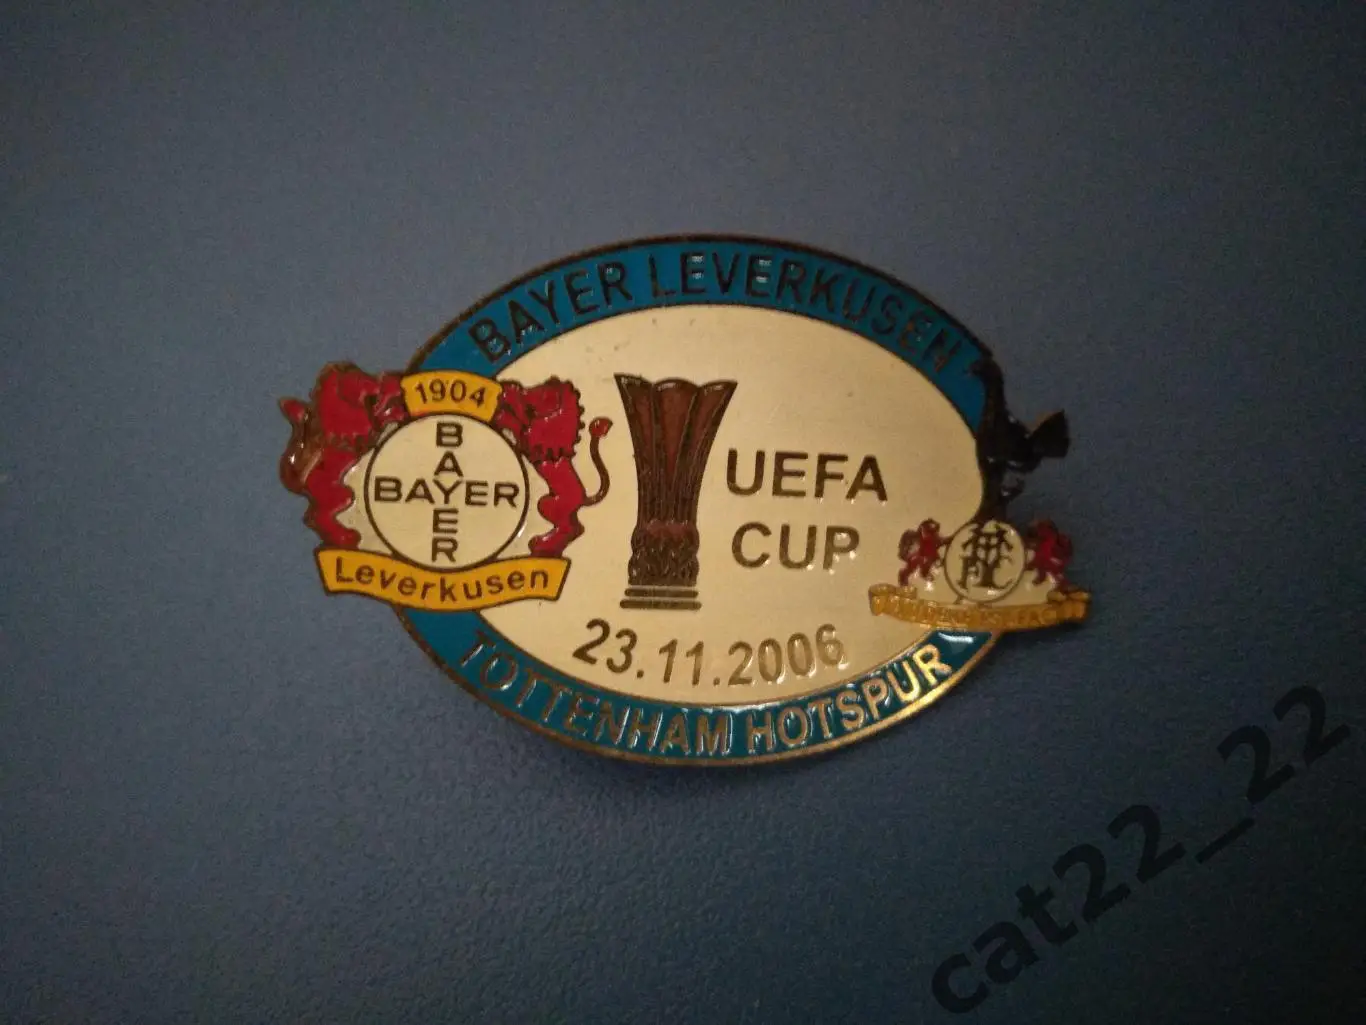 BAYER LEVERKUSEN
1904
BAYER
BAYER
Leverkusen
UEFA
CUP
23.11.2006
TOTTENHAM HOTSPUR
cat22_22